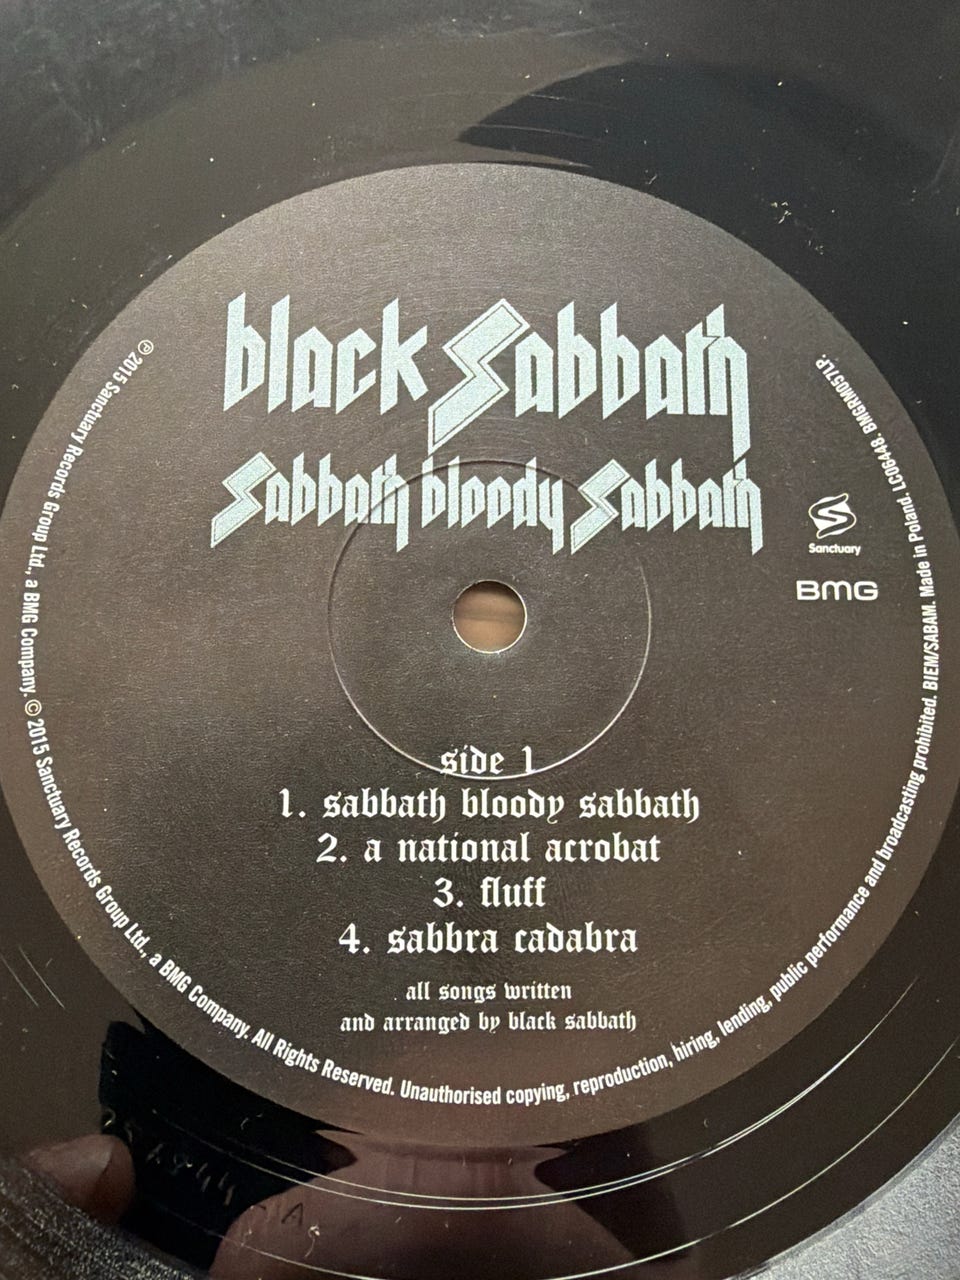 black Sabbath
Sabbath bloody Sabbath
Sanctuary
BMG
side 1
1. sabbath bloody sabbath
2. a national acrobat
3. fluff
4. sabbra cadabra
all songs written
and arranged by black sabbath
℗ 2015 Sanctuary Records Group Ltd., a BMG Company. © 2015 Sanctuary Records Group Ltd., a BMG Company. All Rights Reserved. Unauthorised copying, reproduction, hiring, lending, public performance and broadcasting prohibited. BIEM/SABAM. Made in Poland. LC06448. BMGRM057LP.